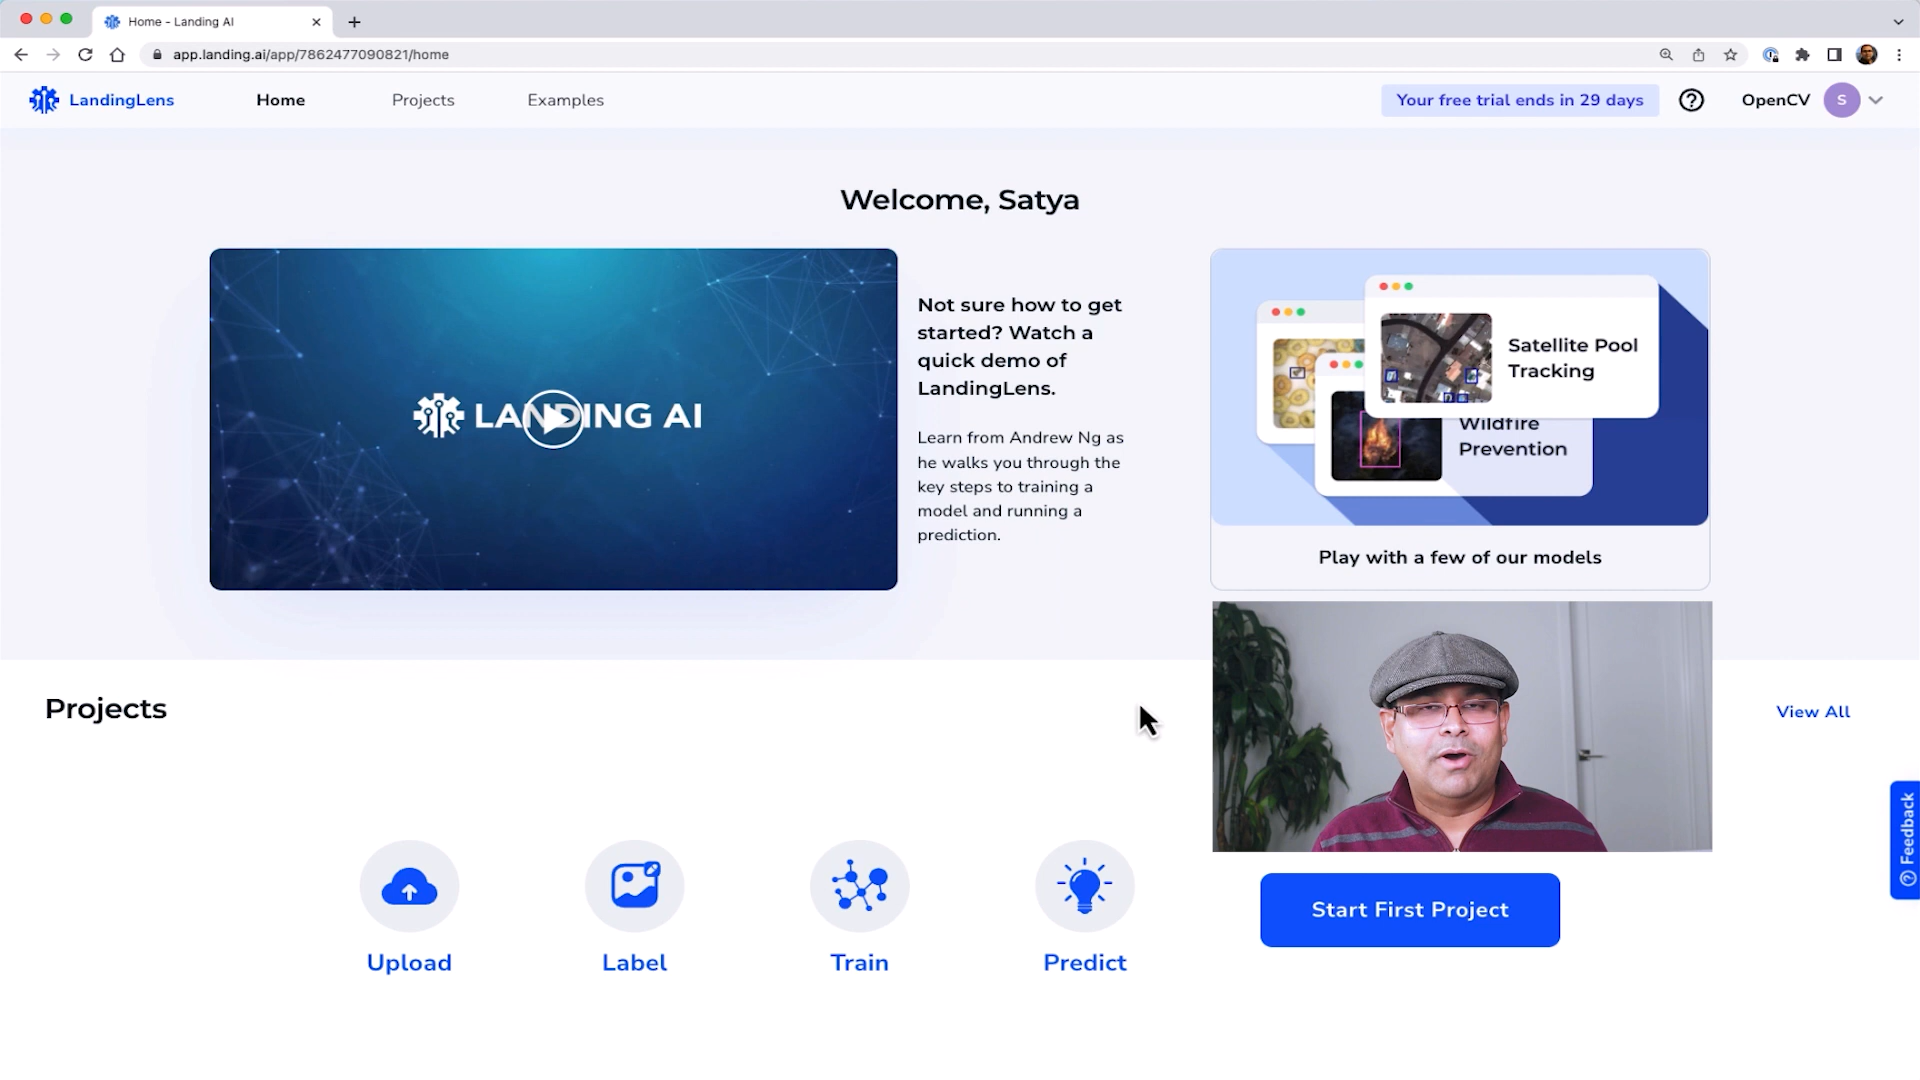 Home - Landing AI
app.landing.ai/app/7862477090821/home
LandingLens
Home
Projects
Examples
Your free trial ends in 29 days
OpenCV
S
Welcome, Satya
LANDING AI
Not sure how to get
started? Watch a
quick demo of
LandingLens.
Learn from Andrew Ng as
he walks you through the
key steps to training a
model and running a
prediction.
Satellite Pool
Tracking
Wildfire
Prevention
Play with a few of our models
Projects
View All
Feedback
Upload
Label
Train
Predict
Start First Project